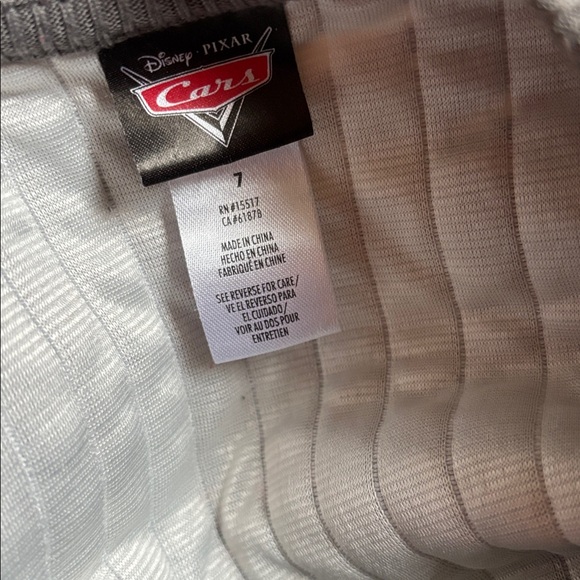 Disney · PIXAR
Cars
7
RN #15517
CA #61878
MADE IN CHINA
HECHO EN CHINA
FABRIQUÉ EN CHINE
SEE REVERSE FOR CARE/
VE EL REVERSO PARA
EL CUIDADO/
VOIR AU DOS POUR
ENTRETIEN